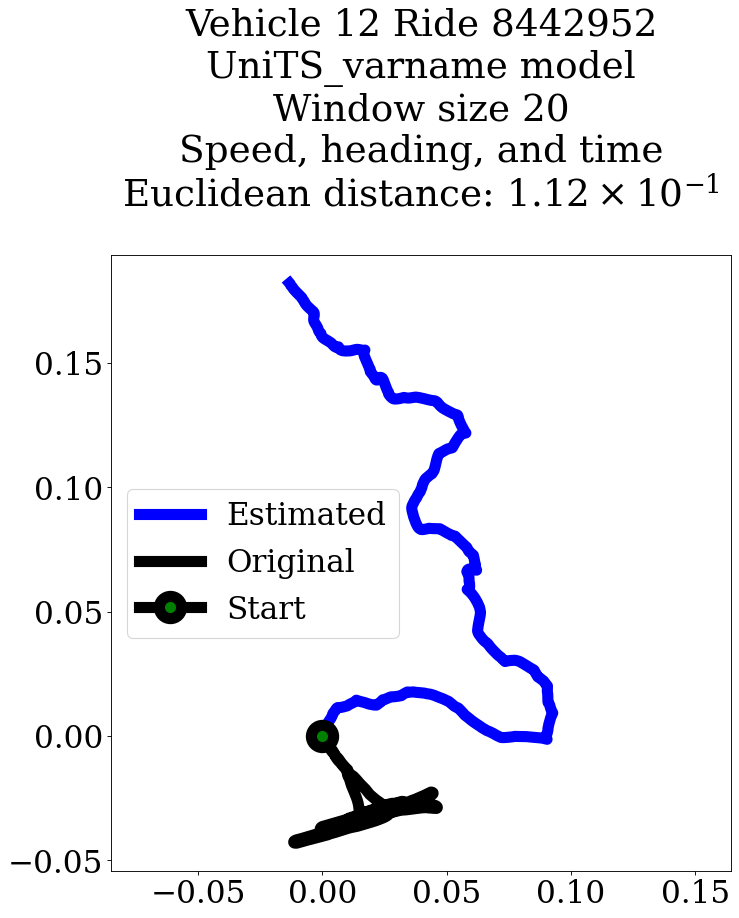 Vehicle 12 Ride 8442952
UniTS_varname model
Window size 20
Speed, heading, and time
Euclidean distance: 1.12 × 10⁻¹
0.15
0.10
0.05
0.00
−0.05
Estimated
Original
Start
−0.05 0.00 0.05 0.10 0.15